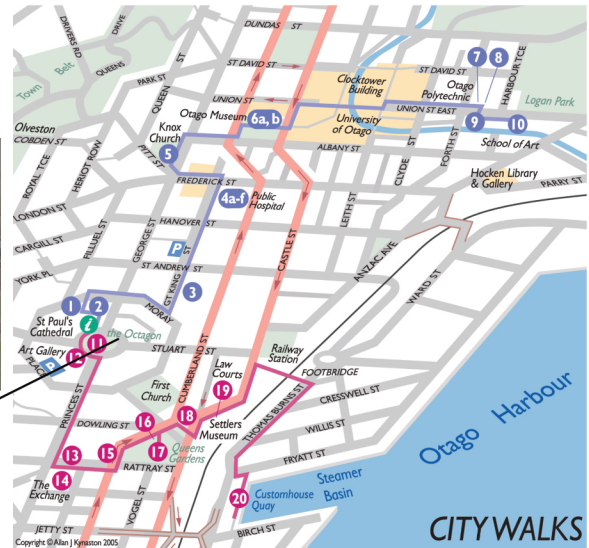 DUNDAS ST
DRIVERS RD
QUEENS DRIVE
Town Belt
PARK ST
QUEEN ST
ST DAVID ST
UNION ST
Clocktower
Building
ST DAVID ST
Otago
Polytechnic
7
8
HARBOUR TCE
Logan Park
UNION ST EAST
Otago Museum
6a, b
University
of Otago
9
10
School of Art
Olveston
COBDEN ST
Knox
Church
5
PITT ST
ROYAL TCE
HERIOT ROW
ALBANY ST
CLYDE ST
FORTH ST
Hocken Library
& Gallery
PARRY ST
FREDERICK ST
4a-f
Public
Hospital
LEITH ST
LONDON ST
HANOVER ST
CARGILL ST
FILLUEL ST
GEORGE ST
P
CASTLE ST
ANZAC AVE
WARD ST
ST ANDREW ST
YORK PL
GT KING ST
3
MORAY
PLACE
1
2
i
St Paul's
Cathedral
the Octagon
11
Art Gallery
12
P
STUART ST
CUMBERLAND ST
Law
Courts
19
Railway
Station
FOOTBRIDGE
First
Church
CRESSWELL ST
PRINCES ST
DOWLING ST
16
18
Settlers
Museum
THOMAS BURNS ST
WILLIS ST
17
Queens
Gardens
15
RATTRAY ST
13
14
The
Exchange
FRYATT ST
Otago Harbour
Steamer
Basin
20
Customhouse
Quay
VOGEL ST
JETTY ST
BIRCH ST
Copyright © Allan J Kynaston 2005
CITY WALKS